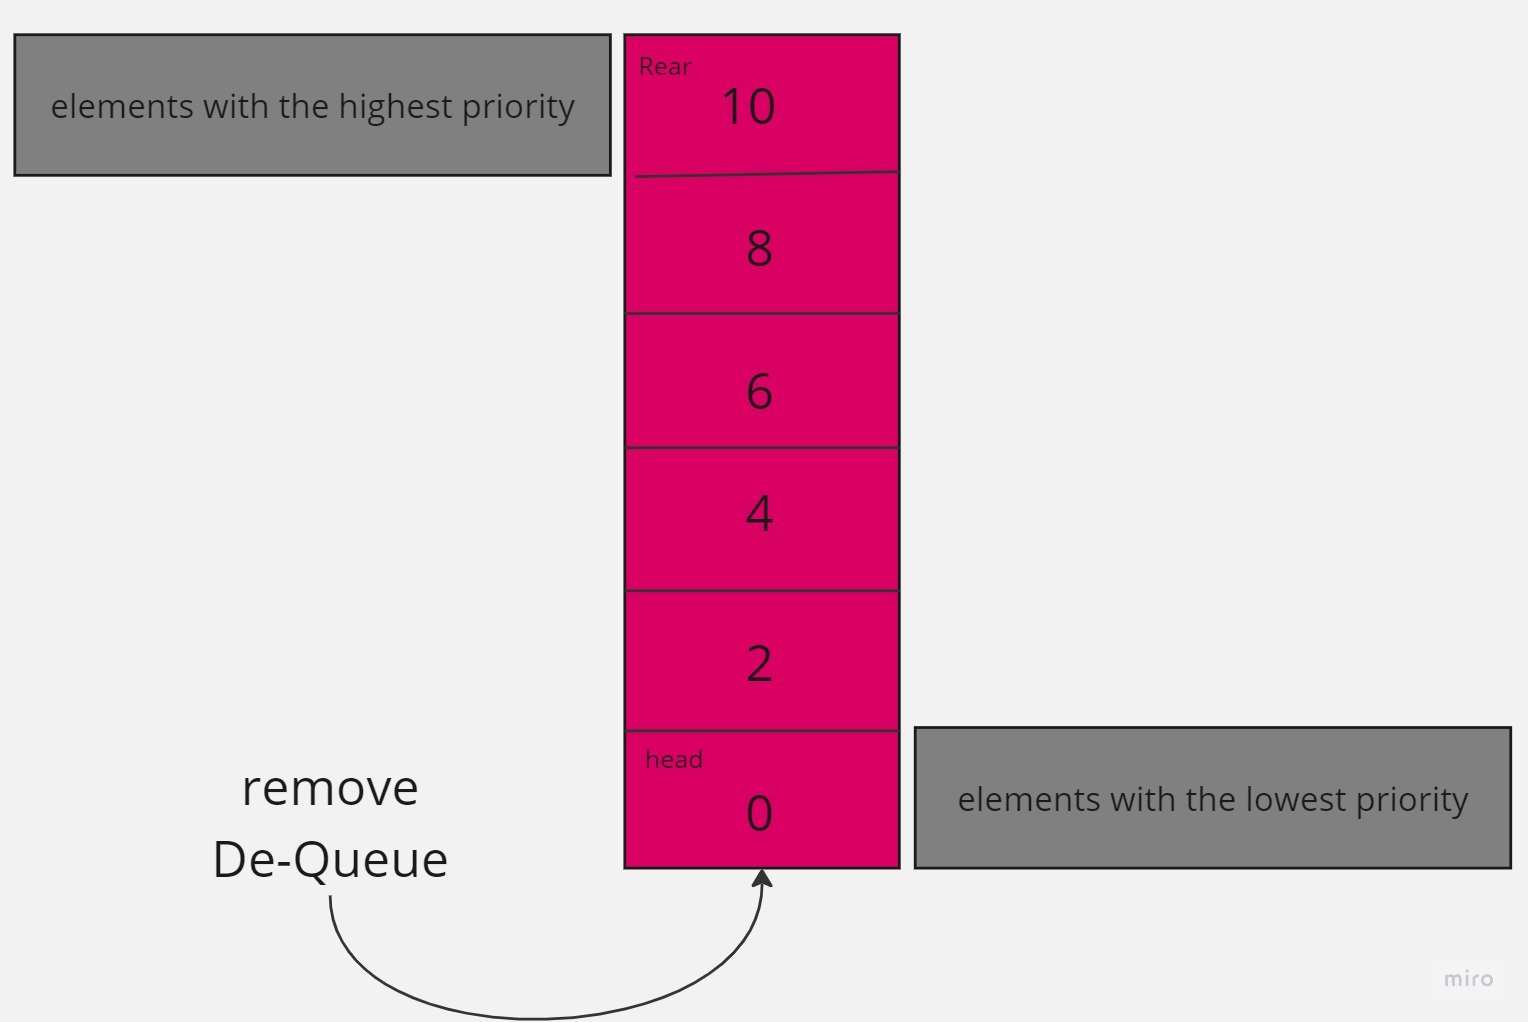 elements with the highest priority
Rear
10
8
6
4
2
head
0
elements with the lowest priority
remove
De-Queue
miro